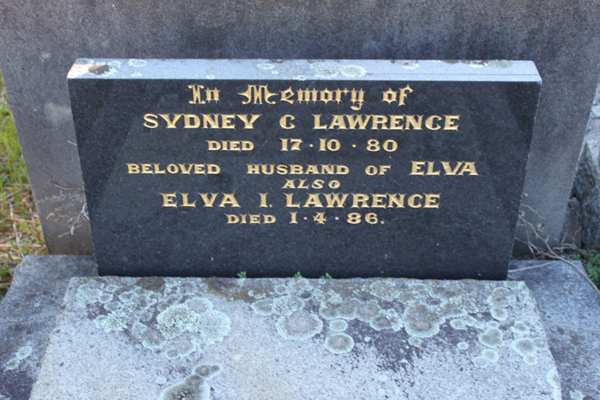 In Memory of
SYDNEY C LAWRENCE
DIED 17·10·80
BELOVED HUSBAND OF ELVA
ALSO
ELVA I. LAWRENCE
DIED 1·4·86.